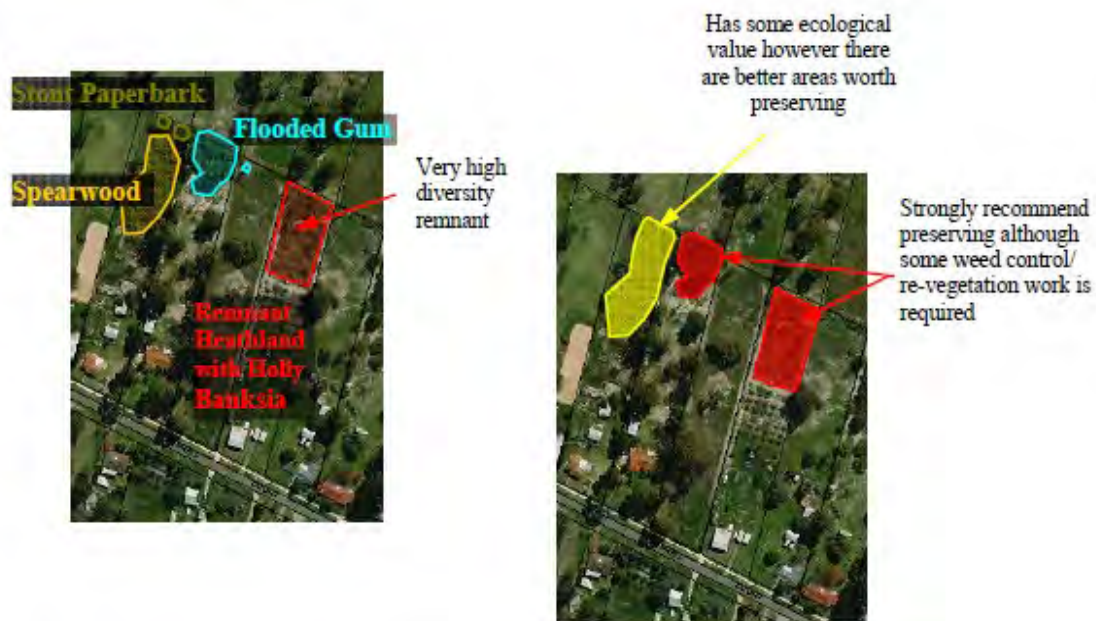 Stout Paperbark
Flooded Gum
Spearwood
Very high
diversity
remnant
Remnant
Heathland
with Holly
Banksia
Has some ecological
value however there
are better areas worth
preserving
Strongly recommend
preserving although
some weed control/
re-vegetation work is
required